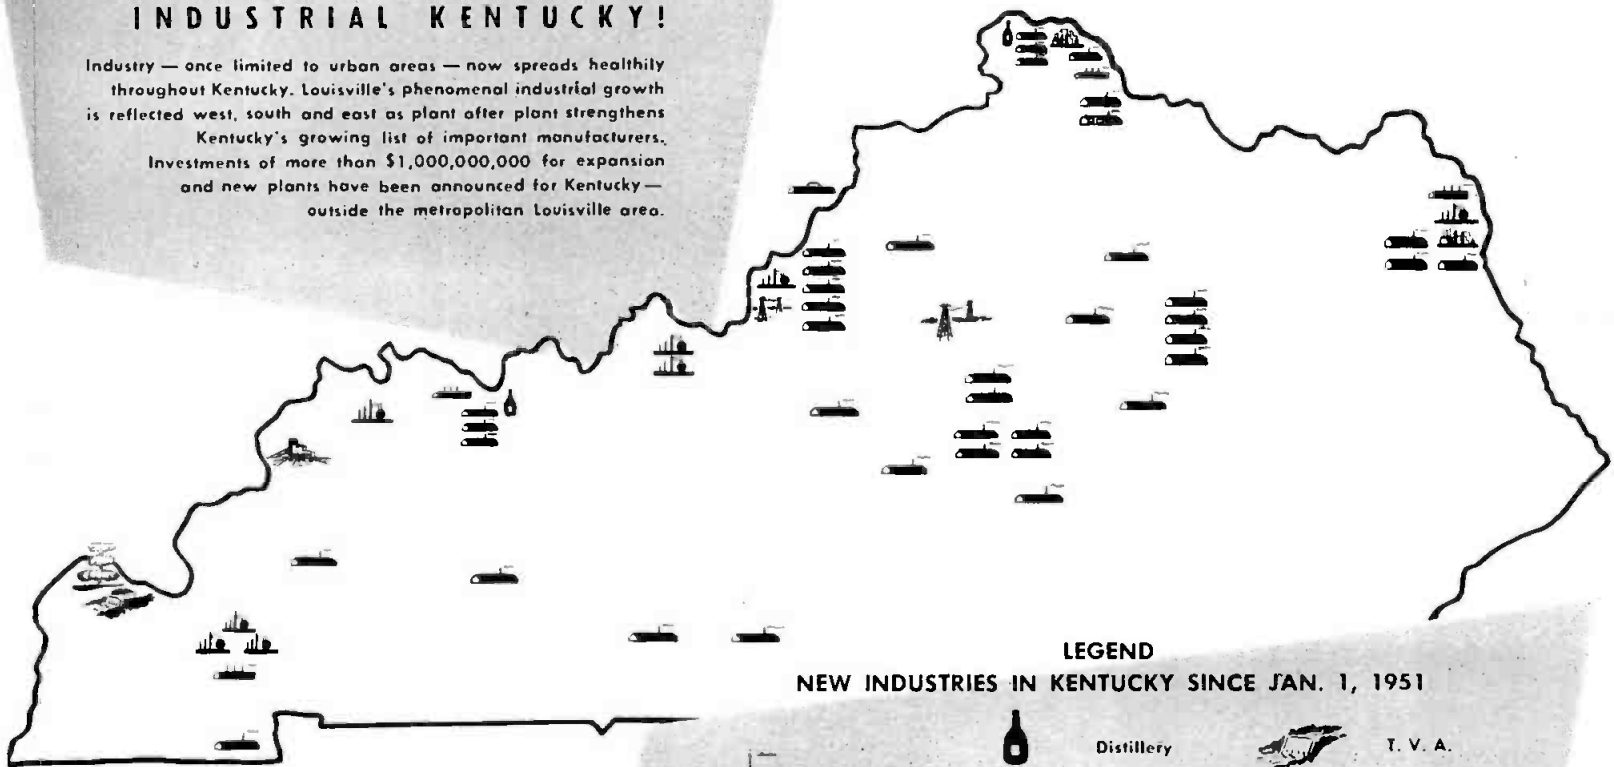 INDUSTRIAL KENTUCKY!
Industry — once limited to urban areas — now spreads healthily
throughout Kentucky. Louisville's phenomenal industrial growth
is reflected west, south and east as plant after plant strengthens
Kentucky's growing list of important manufacturers.
Investments of more than $1,000,000,000 for expansion
and new plants have been announced for Kentucky —
outside the metropolitan Louisville area.
LEGEND
NEW INDUSTRIES IN KENTUCKY SINCE JAN. 1, 1951
Distillery
T. V. A.